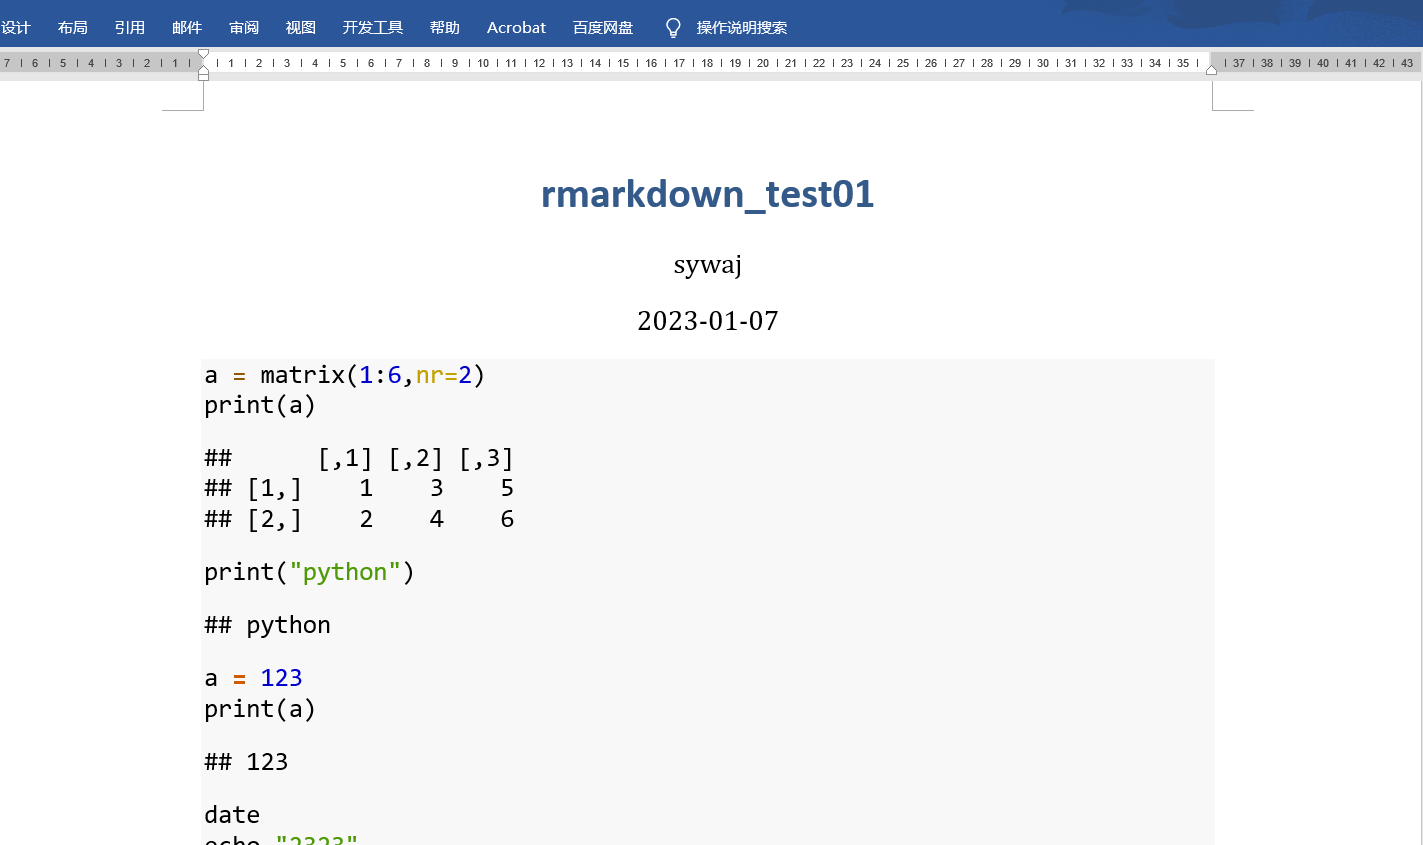 设计 布局 引用 邮件 审阅 视图 开发工具 帮助 Acrobat 百度网盘 操作说明搜索
7 6 5 4 3 2 1 1 2 3 4 5 6 7 8 9 10 11 12 13 14 15 16 17 18 19 20 21 22 23 24 25 26 27 28 29 30 31 32 33 34 35 37 38 39 40 41 42 43
rmarkdown_test01
sywaj
2023-01-07
a = matrix(1:6,nr=2)
print(a)
##      [,1] [,2] [,3]
## [1,]    1    3    5
## [2,]    2    4    6
print("python")
## python
a = 123
print(a)
## 123
date
echo "2323"